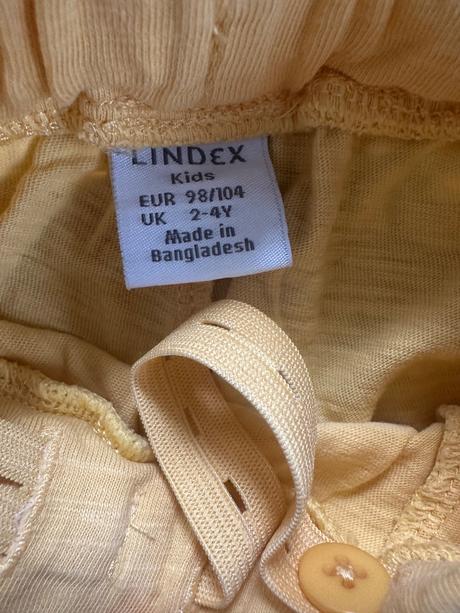 LINDEX
Kids
EUR 98/104
UK 2-4Y
Made in
Bangladesh